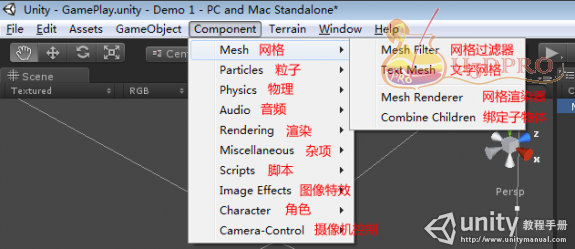 Unity - GamePlay.unity - Demo 1 - PC and Mac Standalone*
File Edit Assets GameObject Component Terrain Window Help
Scene
Textured RGB
Mesh 网格
Particles 粒子
Physics 物理
Audio 音频
Rendering 渲染
Miscellaneous 杂项
Scripts 脚本
Image Effects 图像特效
Character 角色
Camera-Control 摄像机控制
Mesh Filter 网格过滤器
Text Mesh 文字网格
Mesh Renderer 网格渲染器
Combine Children 绑定子物体
PRO
x
z
Persp
unity 教程手册
www.unitymanual.com